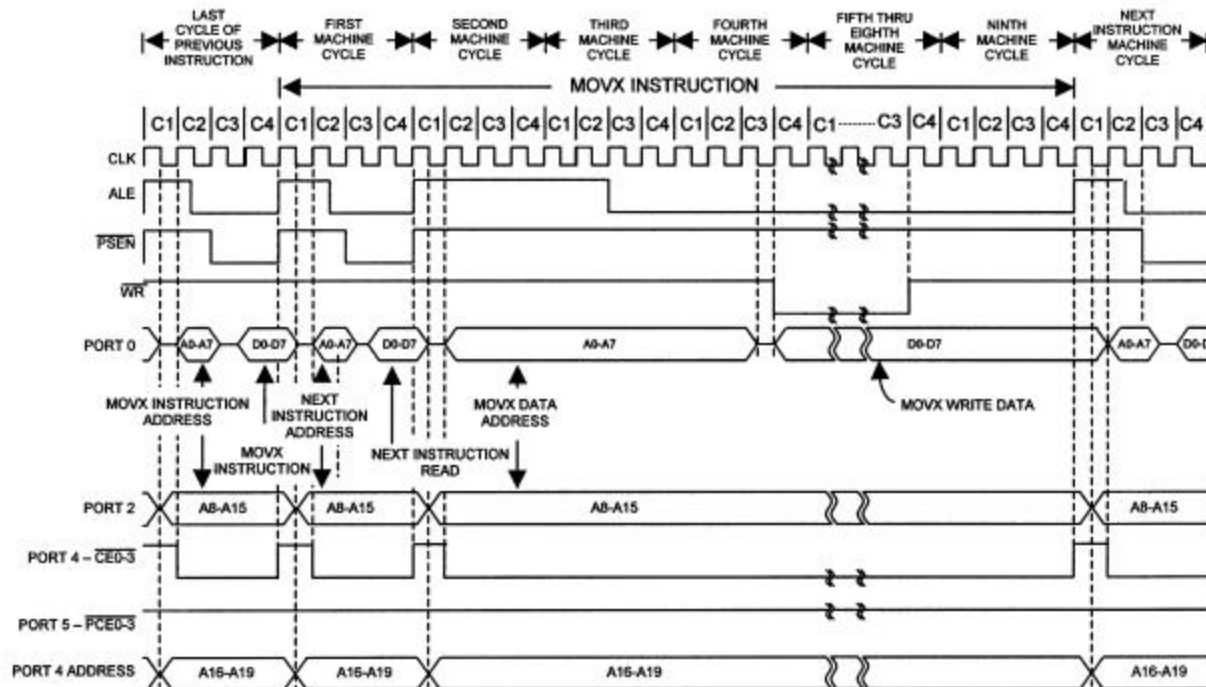 LAST CYCLE OF PREVIOUS INSTRUCTION
FIRST MACHINE CYCLE
SECOND MACHINE CYCLE
THIRD MACHINE CYCLE
FOURTH MACHINE CYCLE
FIFTH THRU EIGHTH MACHINE CYCLE
NINTH MACHINE CYCLE
NEXT INSTRUCTION MACHINE CYCLE
MOVX INSTRUCTION
C1 C2 C3 C4 C1 C2 C3 C4 C1 C2 C3 C4 C1 C2 C3 C4 C1 C2 C3 C4 C1 -------- C3 C4 C1 C2 C3 C4 C1 C2 C3 C4
CLK
ALE
PSEN
WR
PORT 0 A0-A7 D0-D7 A0-A7 D0-D7 A0-A7 D0-D7 A0-A7 D0-D
MOVX INSTRUCTION ADDRESS
NEXT INSTRUCTION ADDRESS
MOVX DATA ADDRESS
MOVX WRITE DATA
MOVX INSTRUCTION
NEXT INSTRUCTION READ
PORT 2 A8-A15 A8-A15 A8-A15 A8-A15
PORT 4 – CE0-3
PORT 5 – PCE0-3
PORT 4 ADDRESS A16-A19 A16-A19 A16-A19 A16-A19